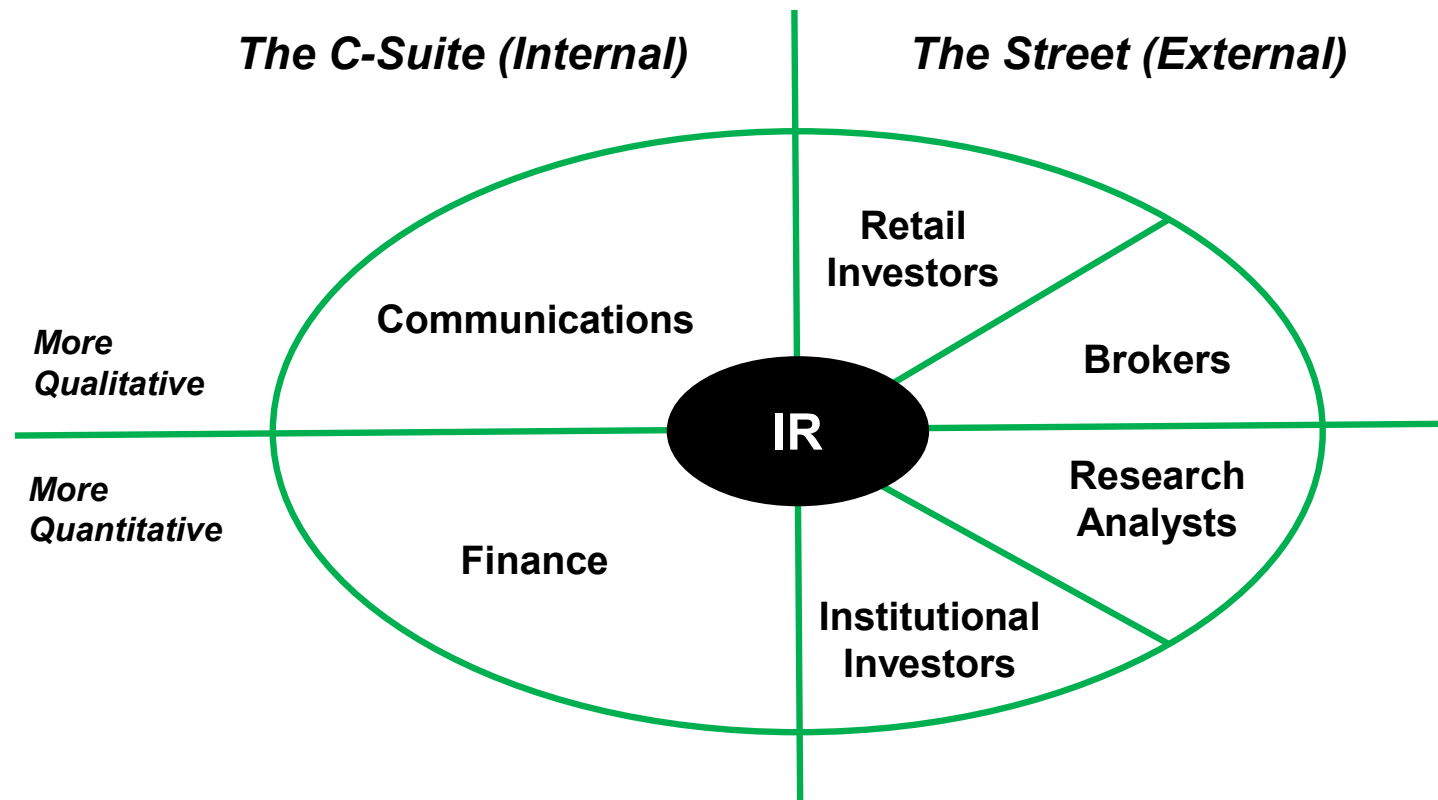 The C-Suite (Internal)
The Street (External)
Retail
Investors
Communications
More
Qualitative
Brokers
IR
More
Quantitative
Research
Analysts
Finance
Institutional
Investors